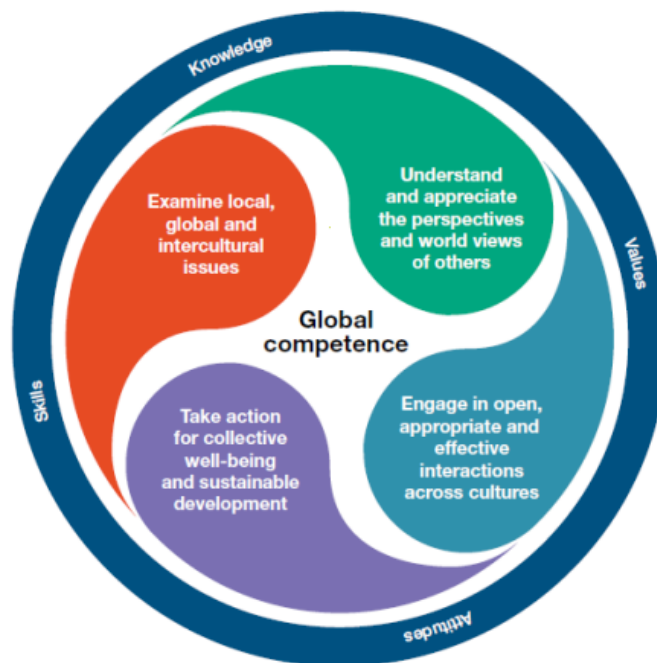 Knowledge
Examine local,
global and
intercultural
issues
Understand
and appreciate
the perspectives
and world views
of others
Values
Global
competence
Skills
Take action
for collective
well-being
and sustainable
development
Engage in open,
appropriate and
effective
interactions
across cultures
Attitudes